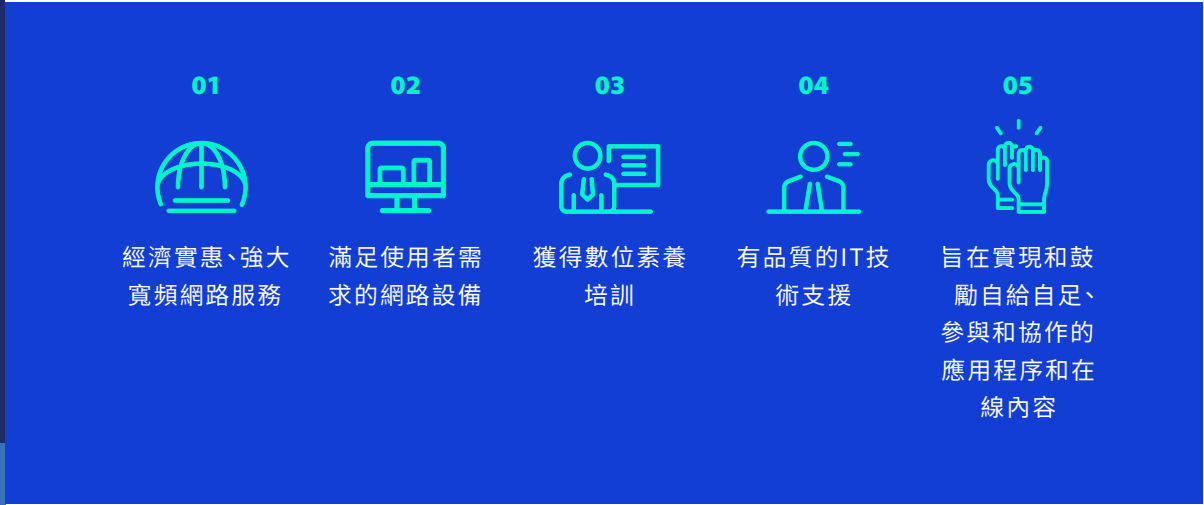 01
經濟實惠、強大
寬頻網路服務
02
滿足使用者需
求的網路設備
03
獲得數位素養
培訓
04
有品質的IT技
術支援
05
旨在實現和鼓
勵自給自足、
參與和協作的
應用程序和在
線內容